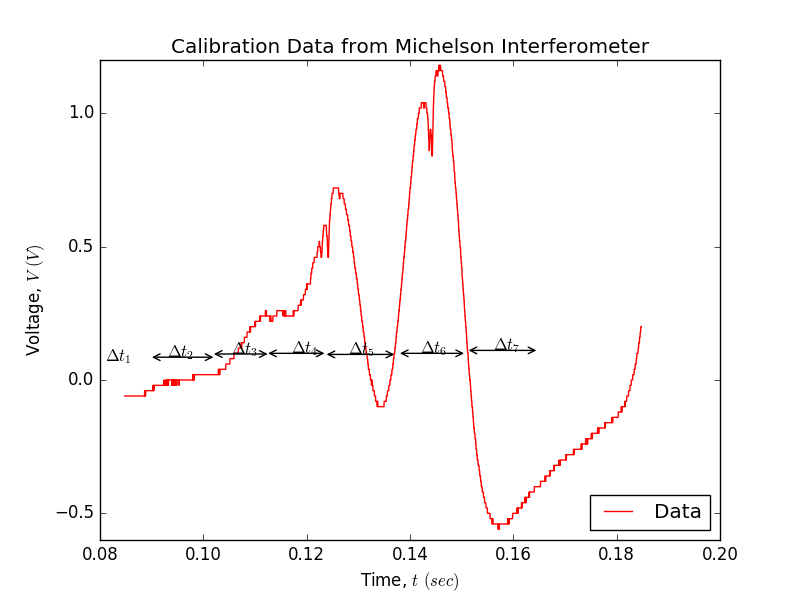 Calibration Data from Michelson Interferometer
Voltage, V (V)
1.0
0.5
0.0
−0.5
Δt₁ Δt₂ Δt₃ Δt₄ Δt₅ Δt₆ Δt₇
Data
0.08 0.10 0.12 0.14 0.16 0.18 0.20
Time, t (sec)